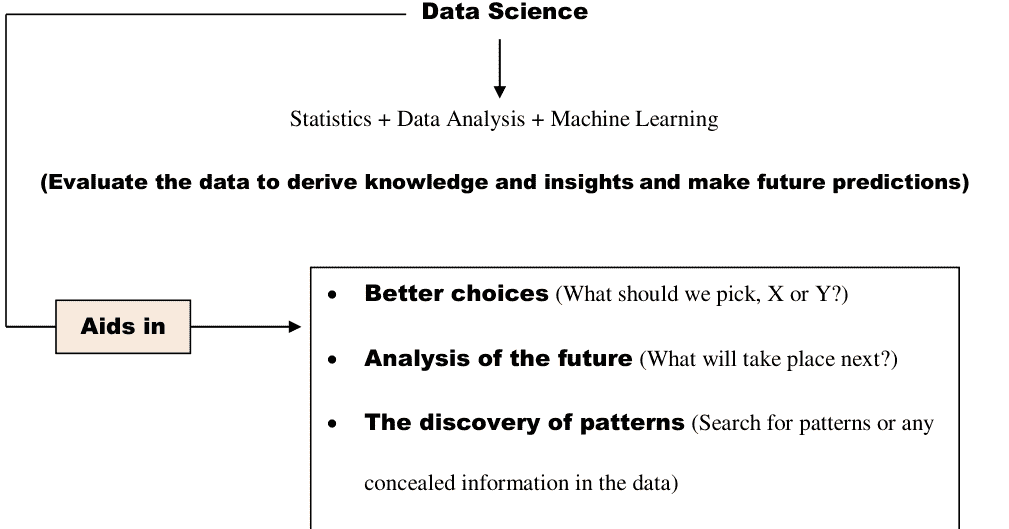 Data Science
Statistics + Data Analysis + Machine Learning
(Evaluate the data to derive knowledge and insights and make future predictions)
Aids in
• Better choices (What should we pick, X or Y?)
• Analysis of the future (What will take place next?)
• The discovery of patterns (Search for patterns or any
concealed information in the data)